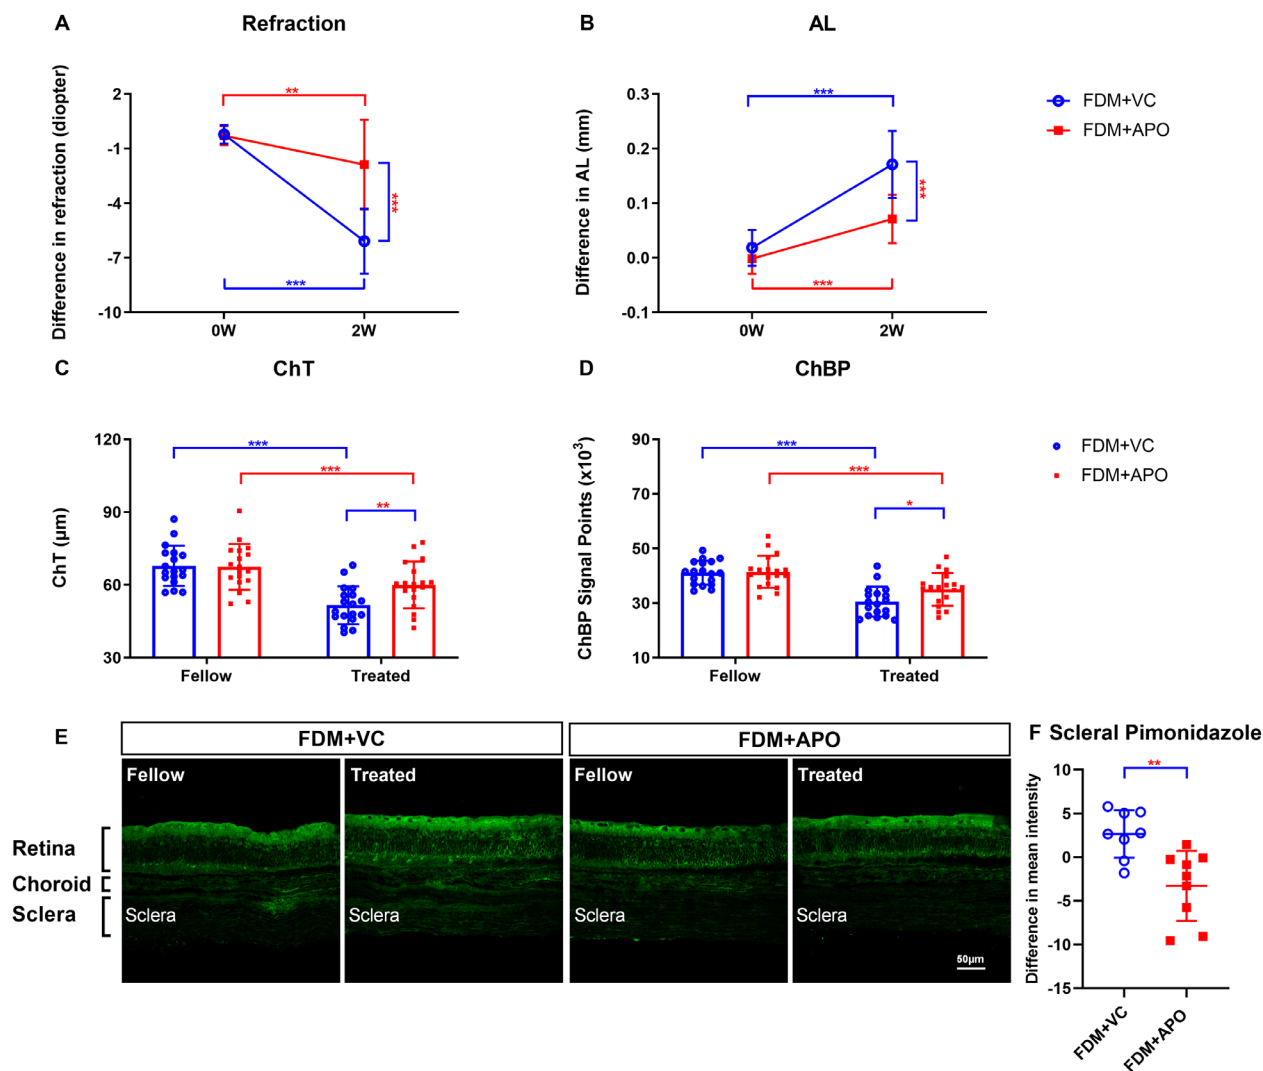 A Refraction
Difference in refraction (diopter)
2
-1
-4
-7
-10
**
***
***
0W 2W
B AL
Difference in AL (mm)
0.3
0.2
0.1
0.0
-0.1
***
***
***
0W 2W
FDM+VC
FDM+APO
C ChT
ChT (μm)
120
90
60
30
***
***
**
Fellow Treated
D ChBP
ChBP Signal Points (x10³)
90
70
50
30
10
***
***
*
Fellow Treated
FDM+VC
FDM+APO
E
FDM+VC FDM+APO
Fellow Treated Fellow Treated
Retina
Choroid
Sclera
Sclera Sclera Sclera Sclera
50μm
F Scleral Pimonidazole
Difference in mean intensity
10
5
0
-5
-10
-15
**
FDM+VC
FDM+APO